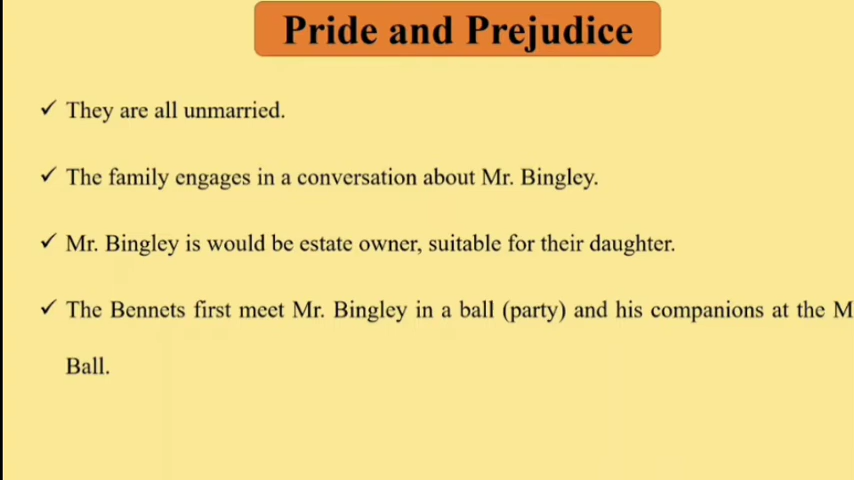 Pride and Prejudice
✓ They are all unmarried.
✓ The family engages in a conversation about Mr. Bingley.
✓ Mr. Bingley is would be estate owner, suitable for their daughter.
✓ The Bennets first meet Mr. Bingley in a ball (party) and his companions at the M
Ball.